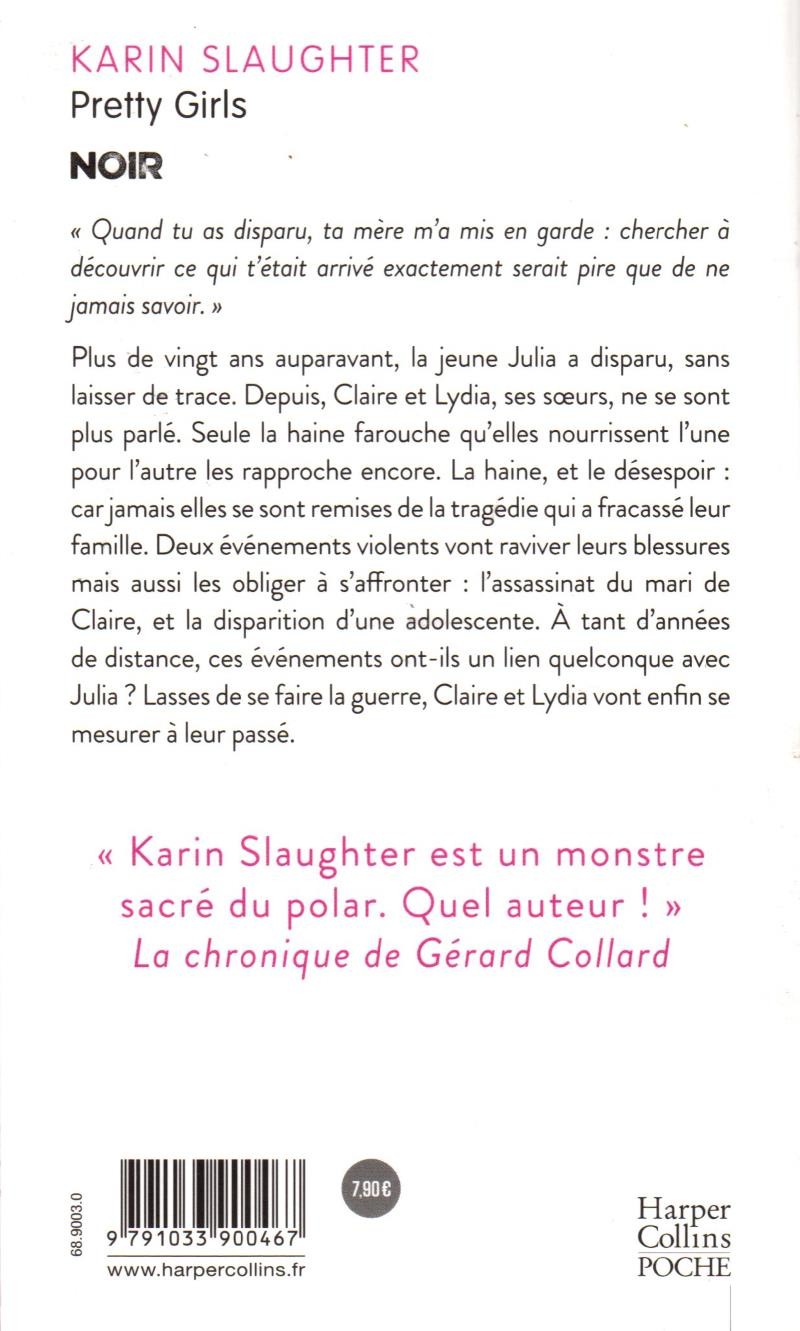 KARIN SLAUGHTER
Pretty Girls
NOIR
« Quand tu as disparu, ta mère m’a mis en garde : chercher à
découvrir ce qui t’était arrivé exactement serait pire que de ne
jamais savoir. »
Plus de vingt ans auparavant, la jeune Julia a disparu, sans
laisser de trace. Depuis, Claire et Lydia, ses sœurs, ne se sont
plus parlé. Seule la haine farouche qu’elles nourrissent l’une
pour l’autre les rapproche encore. La haine, et le désespoir :
car jamais elles se sont remises de la tragédie qui a fracassé leur
famille. Deux événements violents vont raviver leurs blessures
mais aussi les obliger à s’affronter : l’assassinat du mari de
Claire, et la disparition d’une adolescente. À tant d’années
de distance, ces événements ont-ils un lien quelconque avec
Julia ? Lasses de se faire la guerre, Claire et Lydia vont enfin se
mesurer à leur passé.
« Karin Slaughter est un monstre
sacré du polar. Quel auteur ! »
La chronique de Gérard Collard
68.9003.0
9 791033 900467
www.harpercollins.fr
7,90 €
Harper
Collins
POCHE